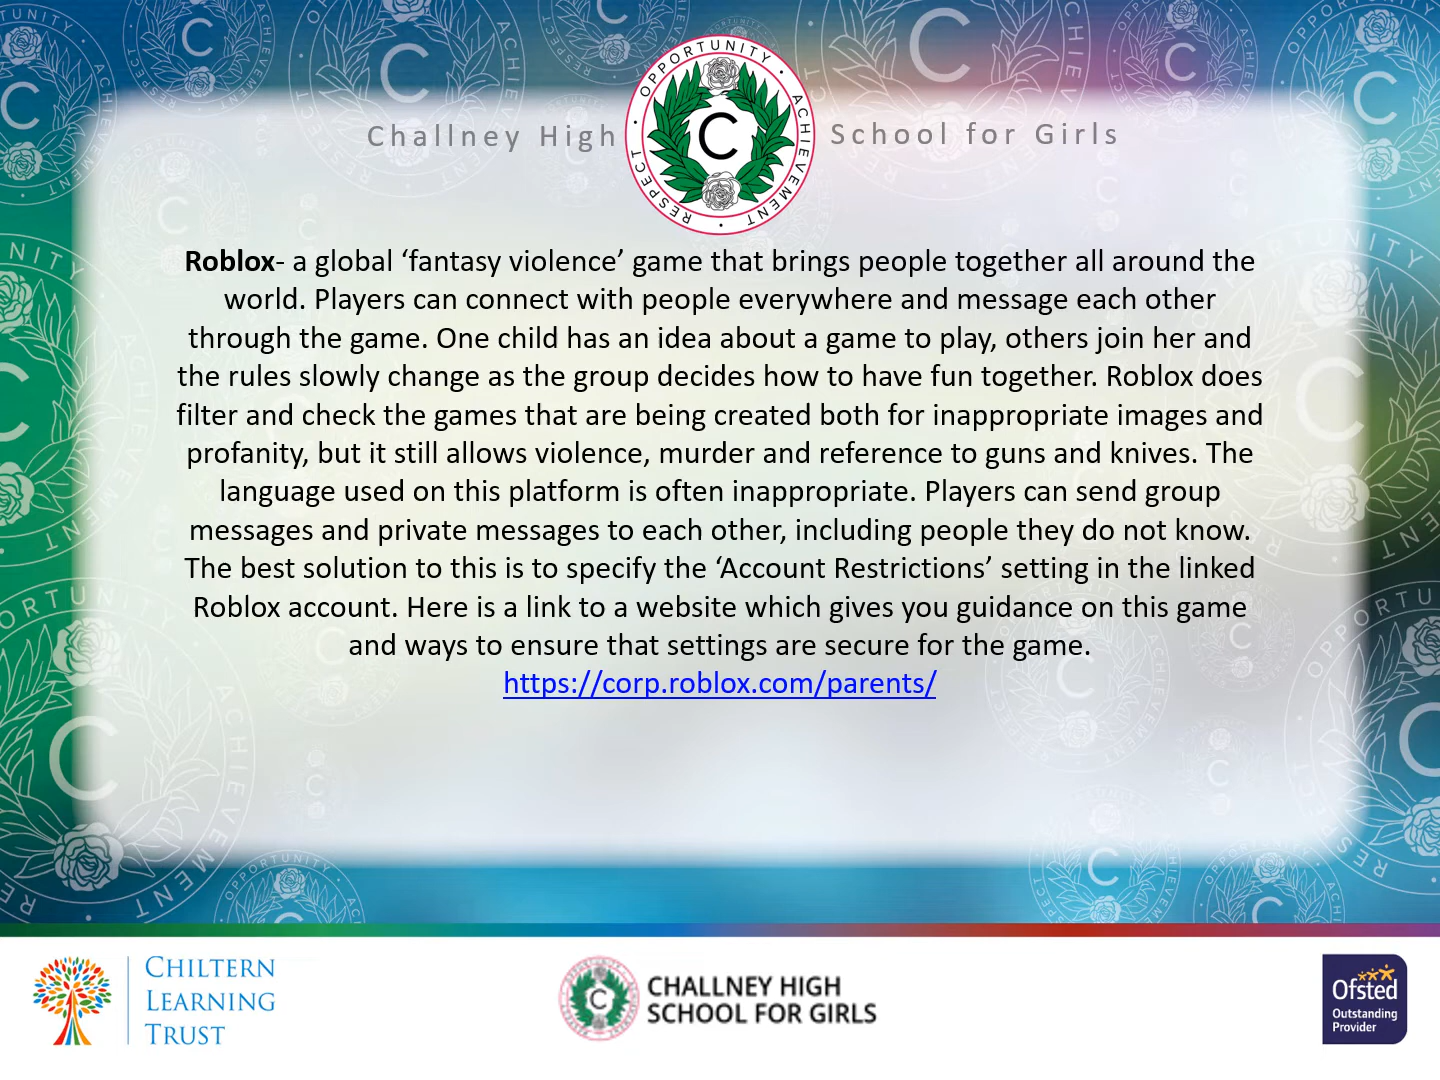 Challney High School for Girls
OPPORTUNITY • ACHIEVEMENT • RESPECT •
C
Roblox- a global ‘fantasy violence’ game that brings people together all around the
world. Players can connect with people everywhere and message each other
through the game. One child has an idea about a game to play, others join her and
the rules slowly change as the group decides how to have fun together. Roblox does
filter and check the games that are being created both for inappropriate images and
profanity, but it still allows violence, murder and reference to guns and knives. The
language used on this platform is often inappropriate. Players can send group
messages and private messages to each other, including people they do not know.
The best solution to this is to specify the ‘Account Restrictions’ setting in the linked
Roblox account. Here is a link to a website which gives you guidance on this game
and ways to ensure that settings are secure for the game.
https://corp.roblox.com/parents/
CHILTERN
LEARNING
TRUST
C
CHALLNEY HIGH
SCHOOL FOR GIRLS
Ofsted
Outstanding
Provider